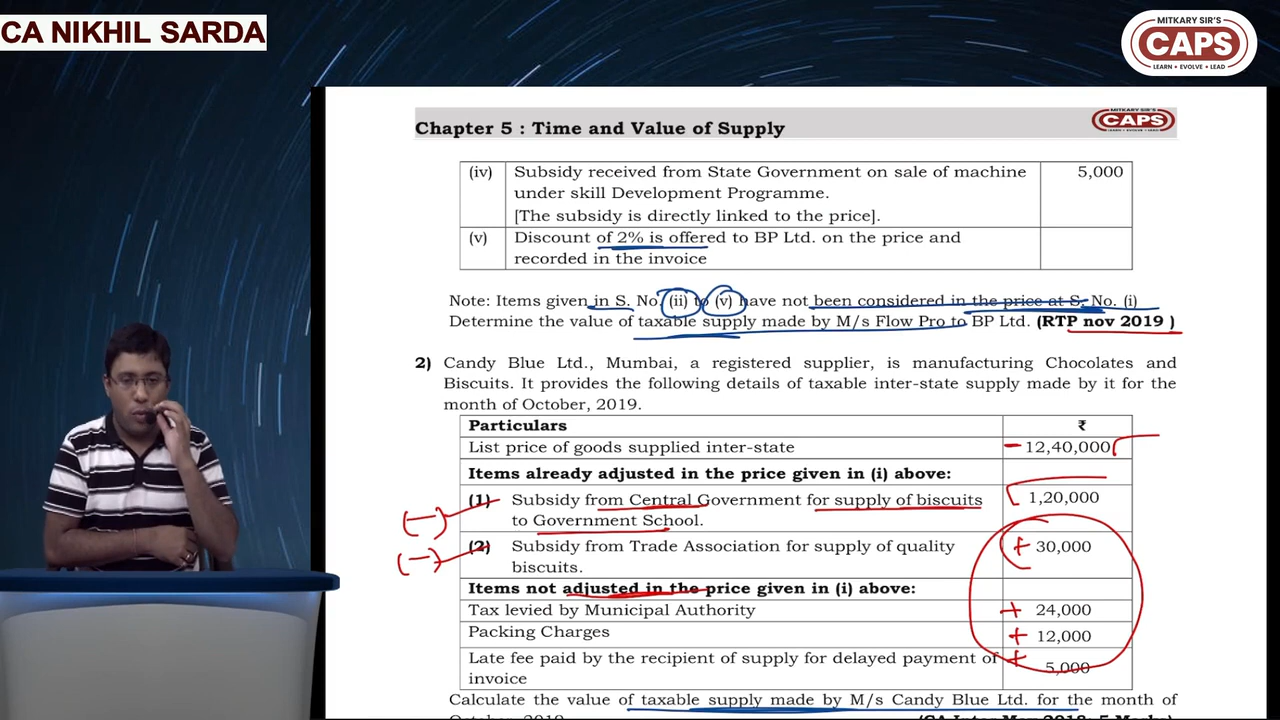 CA NIKHIL SARDA
MITKARY SIR'S
CAPS
LEARN • EVOLVE • LEAD
Chapter 5 : Time and Value of Supply
MITKARY SIR'S
CAPS
LEARN • EVOLVE • LEAD
(iv) Subsidy received from State Government on sale of machine 5,000
under skill Development Programme.
[The subsidy is directly linked to the price].
(v) Discount of 2% is offered to BP Ltd. on the price and
recorded in the invoice
Note: Items given in S. No. (ii) to (v) have not been considered in the price at S. No. (i)
Determine the value of taxable supply made by M/s Flow Pro to BP Ltd. (RTP nov 2019 )
2) Candy Blue Ltd., Mumbai, a registered supplier, is manufacturing Chocolates and
Biscuits. It provides the following details of taxable inter-state supply made by it for the
month of October, 2019.
Particulars ₹
List price of goods supplied inter-state - 12,40,000
Items already adjusted in the price given in (i) above:
(1) Subsidy from Central Government for supply of biscuits 1,20,000
(-) to Government School.
(2) Subsidy from Trade Association for supply of quality + 30,000
(-) biscuits.
Items not adjusted in the price given in (i) above:
Tax levied by Municipal Authority + 24,000
Packing Charges + 12,000
Late fee paid by the recipient of supply for delayed payment of + 5,000
invoice
Calculate the value of taxable supply made by M/s Candy Blue Ltd. for the month of